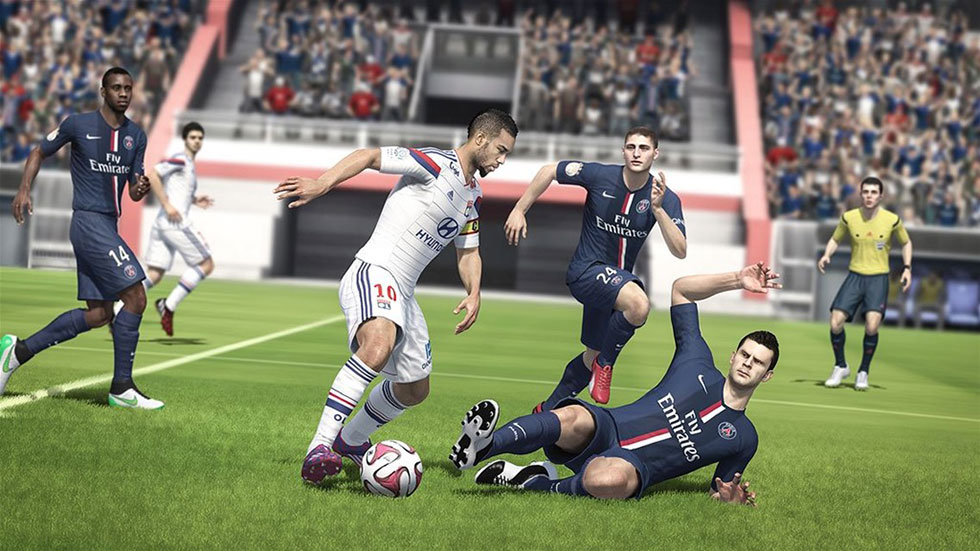 Fly
Emirates
14
HYUNDAI
10
Fly
Emirates
24
Fly
Emirates